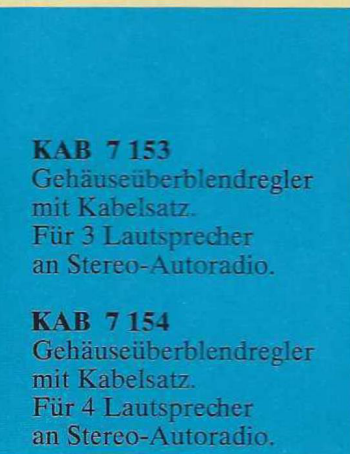 KAB 7 153
Gehäuseüberblendregler
mit Kabelsatz.
Für 3 Lautsprecher
an Stereo-Autoradio.
KAB 7 154
Gehäuseüberblendregler
mit Kabelsatz.
Für 4 Lautsprecher
an Stereo-Autoradio.